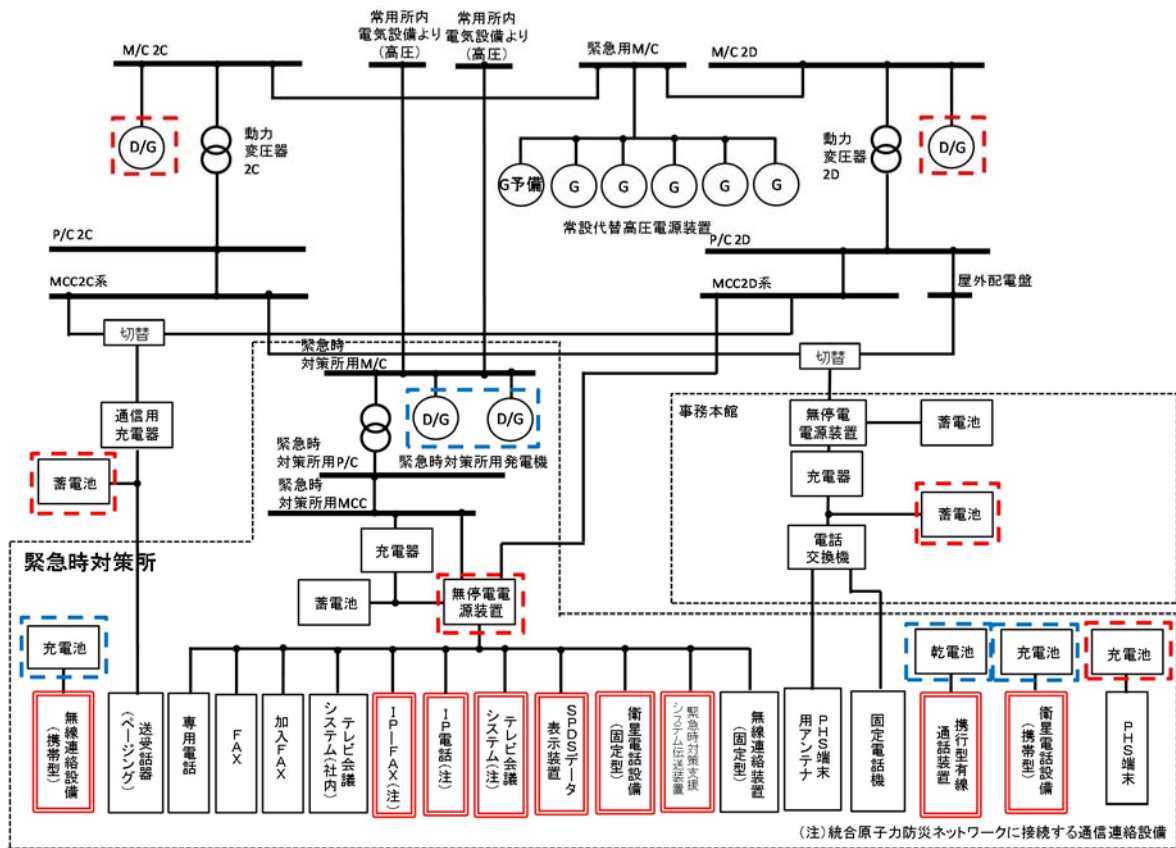 常用所内
電気設備より
(高圧)
常用所内
電気設備より
(高圧)
M/C 2C
緊急用M/C
M/C 2D
D/G
動力
変圧器
2C
G予備
G
G
G
G
G
常設代替高圧電源装置
動力
変圧器
2D
D/G
P/C 2C
P/C 2D
MCC2C系
MCC2D系
屋外配電盤
切替
緊急時
対策所用M/C
切替
通信用
充電器
D/G
D/G
事務本館
無停電
電源装置
蓄電池
緊急時
対策所用P/C
緊急時対策所用発電機
蓄電池
緊急時
対策所用MCC
充電器
蓄電池
緊急時対策所
充電器
電話
交換機
蓄電池
無停電電
源装置
充電池
乾電池
充電池
充電池
無線連絡設備
(携帯型)
送受話器
(ページング)
専用電話
FAX
加入FAX
テレビ会議
システム(社内)
IP-FAX(注)
IP電話(注)
テレビ会議
システム(注)
SPDSデータ
表示装置
衛星電話設備
(固定型)
緊急時対策支援
システム伝送装置
無線連絡装置
(固定型)
PHS端末
用アンテナ
固定電話機
携行型有線
通話装置
衛星電話設備
(携帯型)
PHS端末
(注)統合原子力防災ネットワークに接続する通信連絡設備